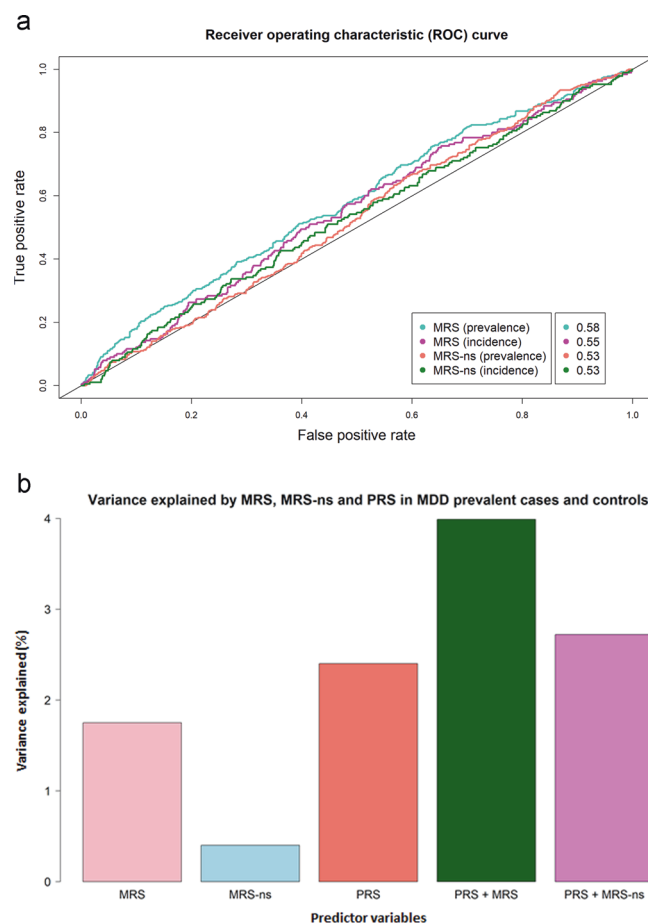 a
Receiver operating characteristic (ROC) curve
True positive rate
1.0
0.8
0.6
0.4
0.2
0.0
MRS (prevalence) 0.58
MRS (incidence) 0.55
MRS-ns (prevalence) 0.53
MRS-ns (incidence) 0.53
0.0 0.2 0.4 0.6 0.8 1.0
False positive rate
b
Variance explained by MRS, MRS-ns and PRS in MDD prevalent cases and controls
Variance explained(%)
4
3
2
1
0
MRS MRS-ns PRS PRS + MRS PRS + MRS-ns
Predictor variables